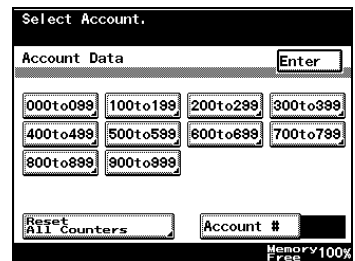 Select Account.
Account Data
Enter
000to099 100to199 200to299 300to399
400to499 500to599 600to699 700to799
800to899 900to999
Reset
All Counters
Account #
Memory 100%
Free